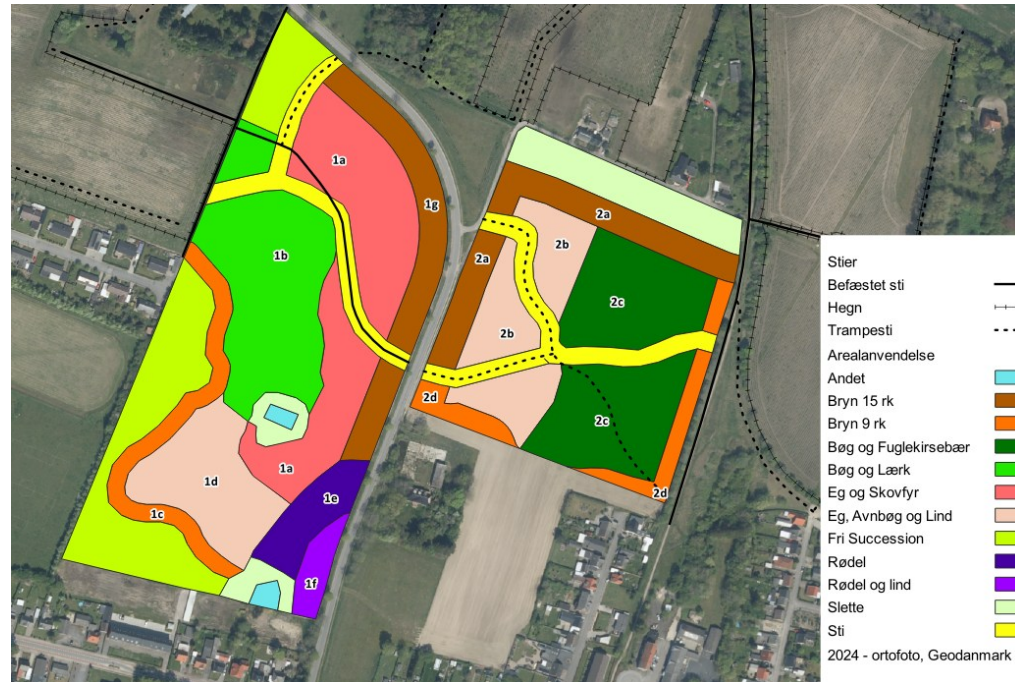 1a
1g
2a
2b
2a
1b
2c
2b
2d
2c
1d
1a
1e
2d
1c
1f
Stier
Befæstet sti
Hegn
Trampesti
Arealanvendelse
Andet
Bryn 15 rk
Bryn 9 rk
Bøg og Fuglekirsebær
Bøg og Lærk
Eg og Skovfyr
Eg, Avnbøg og Lind
Fri Succession
Rødel
Rødel og lind
Slette
Sti
2024 - ortofoto, Geodanmark